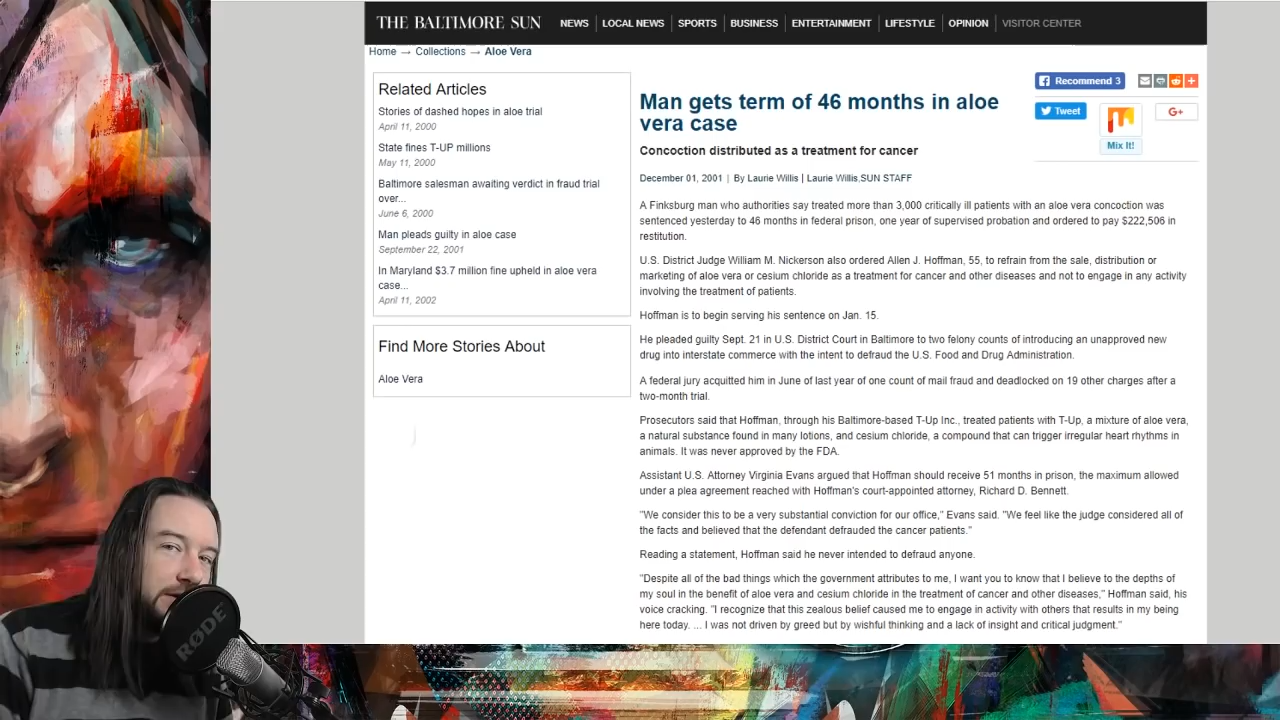 THE BALTIMORE SUN
NEWS LOCAL NEWS SPORTS BUSINESS ENTERTAINMENT LIFESTYLE OPINION VISITOR CENTER
Home → Collections → Aloe Vera
Related Articles
Stories of dashed hopes in aloe trial
April 11, 2000
State fines T-UP millions
May 11, 2000
Baltimore salesman awaiting verdict in fraud trial
over...
June 6, 2000
Man pleads guilty in aloe case
September 22, 2001
In Maryland $3.7 million fine upheld in aloe vera
case...
April 11, 2002
Find More Stories About
Aloe Vera
Man gets term of 46 months in aloe
vera case
Concoction distributed as a treatment for cancer
December 01, 2001 | By Laurie Willis | Laurie Willis,SUN STAFF
Recommend 3
Tweet
Mix It!
G+
A Finksburg man who authorities say treated more than 3,000 critically ill patients with an aloe vera concoction was
sentenced yesterday to 46 months in federal prison, one year of supervised probation and ordered to pay $222,506 in
restitution.
U.S. District Judge William M. Nickerson also ordered Allen J. Hoffman, 55, to refrain from the sale, distribution or
marketing of aloe vera or cesium chloride as a treatment for cancer and other diseases and not to engage in any activity
involving the treatment of patients.
Hoffman is to begin serving his sentence on Jan. 15.
He pleaded guilty Sept. 21 in U.S. District Court in Baltimore to two felony counts of introducing an unapproved new
drug into interstate commerce with the intent to defraud the U.S. Food and Drug Administration.
A federal jury acquitted him in June of last year of one count of mail fraud and deadlocked on 19 other charges after a
two-month trial.
Prosecutors said that Hoffman, through his Baltimore-based T-Up Inc., treated patients with T-Up, a mixture of aloe vera,
a natural substance found in many lotions, and cesium chloride, a compound that can trigger irregular heart rhythms in
animals. It was never approved by the FDA.
Assistant U.S. Attorney Virginia Evans argued that Hoffman should receive 51 months in prison, the maximum allowed
under a plea agreement reached with Hoffman's court-appointed attorney, Richard D. Bennett.
"We consider this to be a very substantial conviction for our office," Evans said. "We feel like the judge considered all of
the facts and believed that the defendant defrauded the cancer patients."
Reading a statement, Hoffman said he never intended to defraud anyone.
"Despite all of the bad things which the government attributes to me, I want you to know that I believe to the depths of
my soul in the benefit of aloe vera and cesium chloride in the treatment of cancer and other diseases," Hoffman said, his
voice cracking. "I recognize that this zealous belief caused me to engage in activity with others that results in my being
here today. ... I was not driven by greed but by wishful thinking and a lack of insight and critical judgment."
RØDE